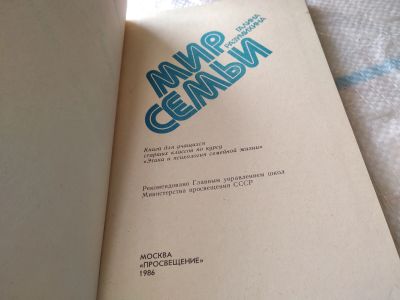 ГАЛИНА
РАЗУМИХИНА
МИР
СЕМЬИ
Книга для учащихся
старших классов по курсу
«Этика и психология семейной жизни»
Рекомендовано Главным управлением школ
Министерства просвещения СССР
МОСКВА
«ПРОСВЕЩЕНИЕ»
1986